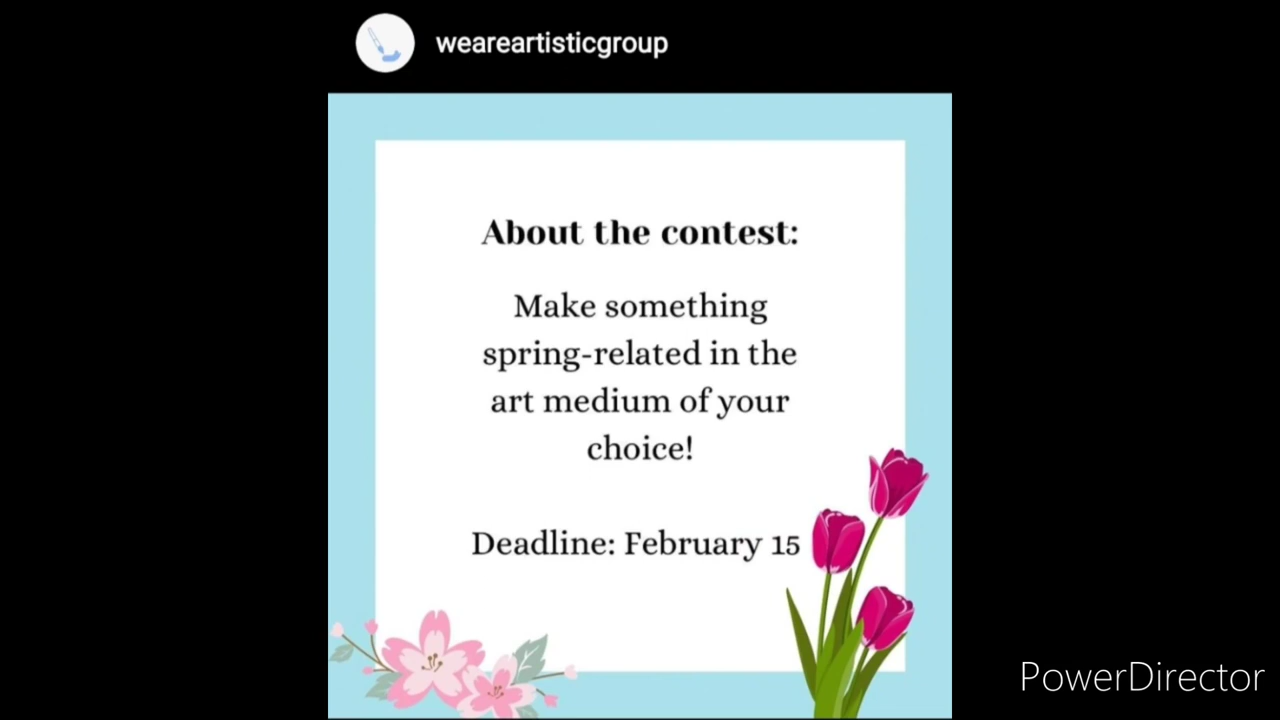 weareartisticgroup
About the contest:
Make something
spring-related in the
art medium of your
choice!
Deadline: February 15
PowerDirector